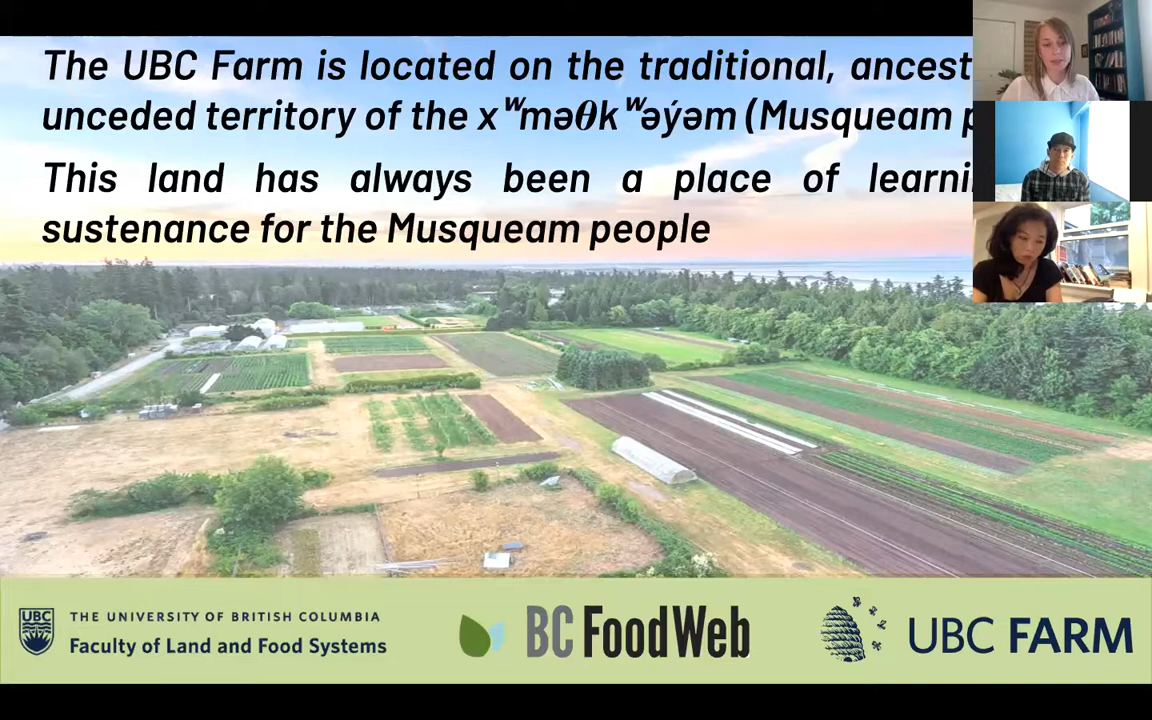 The UBC Farm is located on the traditional, ancest
unceded territory of the xʷməθkʷəy̓əm (Musqueam p
This land has always been a place of learni
sustenance for the Musqueam people
UBC
THE UNIVERSITY OF BRITISH COLUMBIA
Faculty of Land and Food Systems
BC FoodWeb
UBC FARM